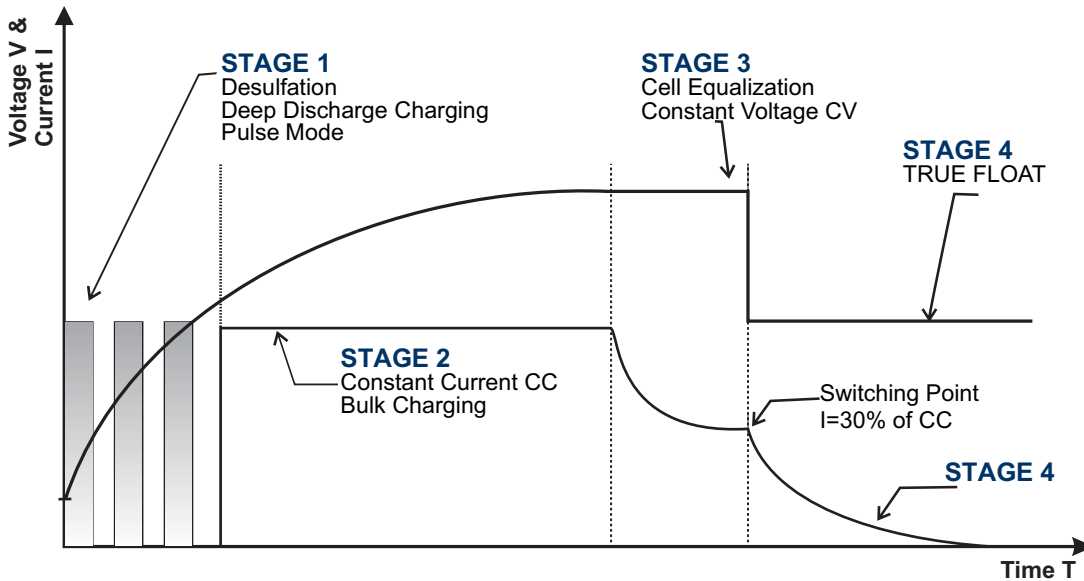 Voltage V &
Current I
STAGE 1
Desulfation
Deep Discharge Charging
Pulse Mode
STAGE 3
Cell Equalization
Constant Voltage CV
STAGE 4
TRUE FLOAT
STAGE 2
Constant Current CC
Bulk Charging
Switching Point
I=30% of CC
STAGE 4
Time T